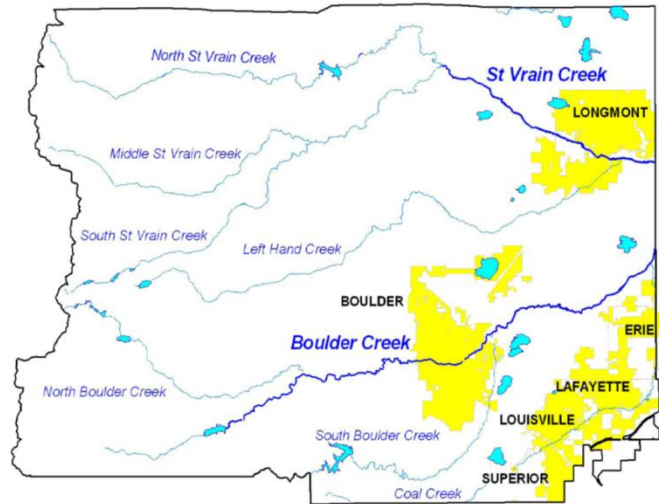 North St Vrain Creek
St Vrain Creek
LONGMONT
Middle St Vrain Creek
South St Vrain Creek
Left Hand Creek
BOULDER
Boulder Creek
ERIE
North Boulder Creek
LAFAYETTE
LOUISVILLE
South Boulder Creek
SUPERIOR
Coal Creek